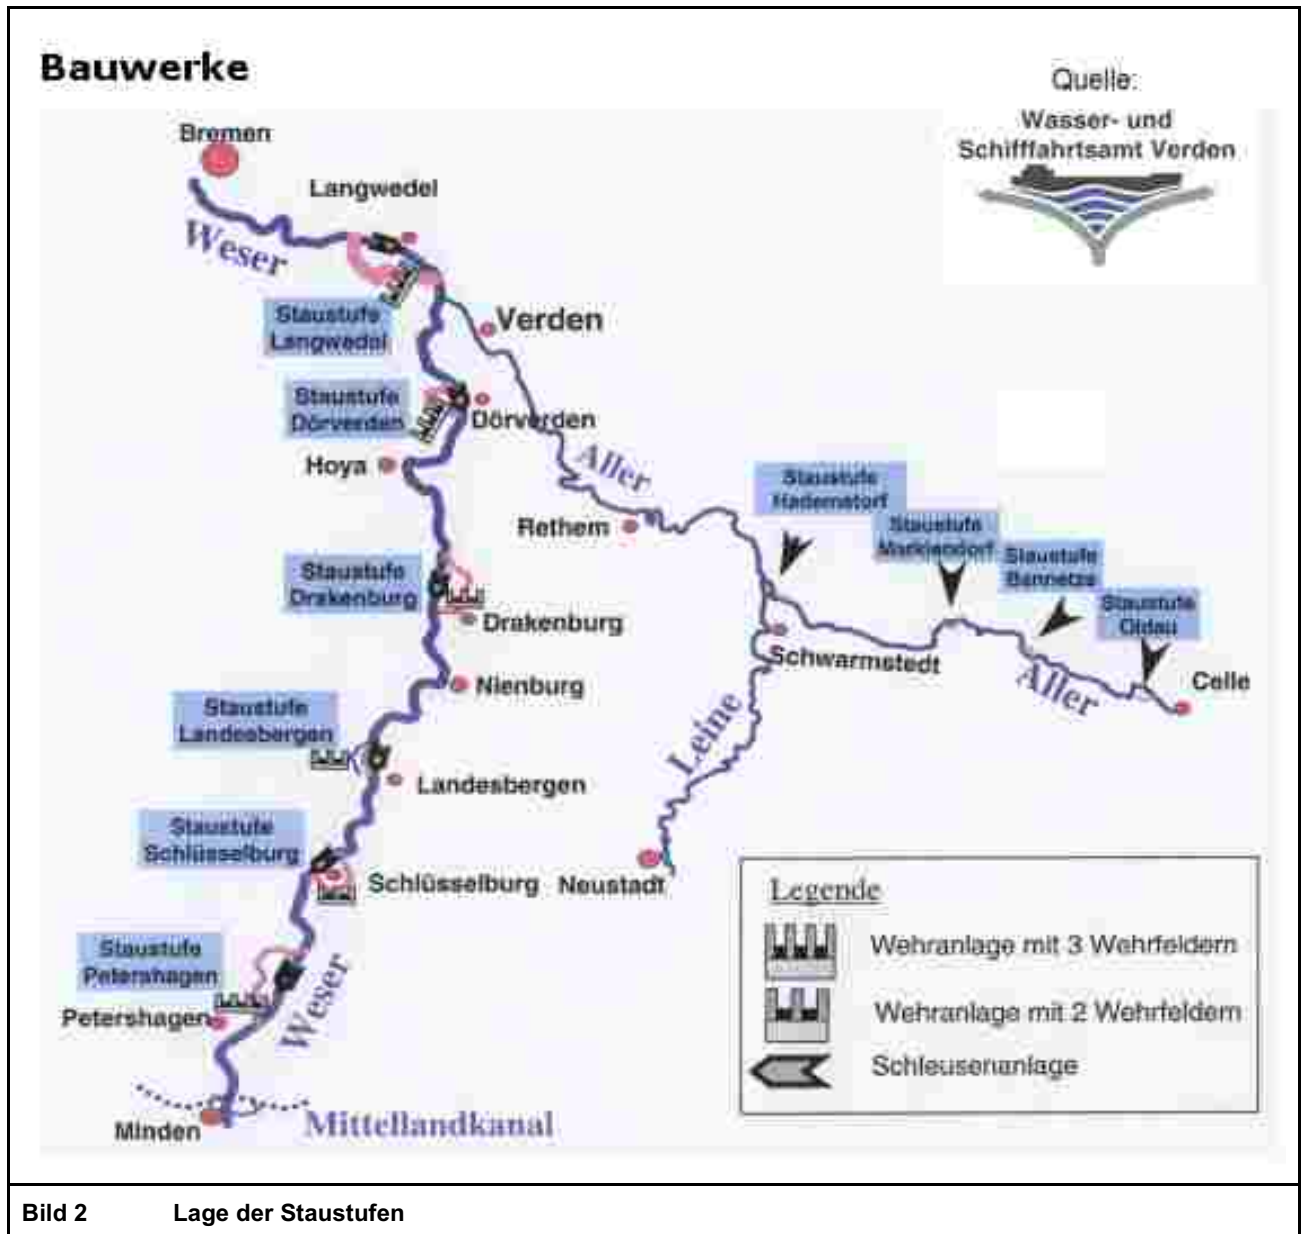 Bauwerke
Quelle:
Wasser- und
Schifffahrtsamt Verden
Bremen
Langwedel
Weser
Staustufe
Langwedel
Verden
Staustufe
Dörverden
Dörverden
Hoya
Aller
Rethem
Staustufe
Hademstorf
Staustufe
Marklendorf
Staustufe
Bannetze
Staustufe
Oldau
Staustufe
Drakenburg
Drakenburg
Schwarmstedt
Aller
Celle
Nienburg
Staustufe
Landesbergen
Leine
Landesbergen
Staustufe
Schlüsselburg
Schlüsselburg
Neustadt
Staustufe
Petershagen
Petershagen
Weser
Minden
Mittellandkanal
Legende
Wehranlage mit 3 Wehrfeldern
Wehranlage mit 2 Wehrfeldern
Schleusenanlage
Bild 2 Lage der Staustufen